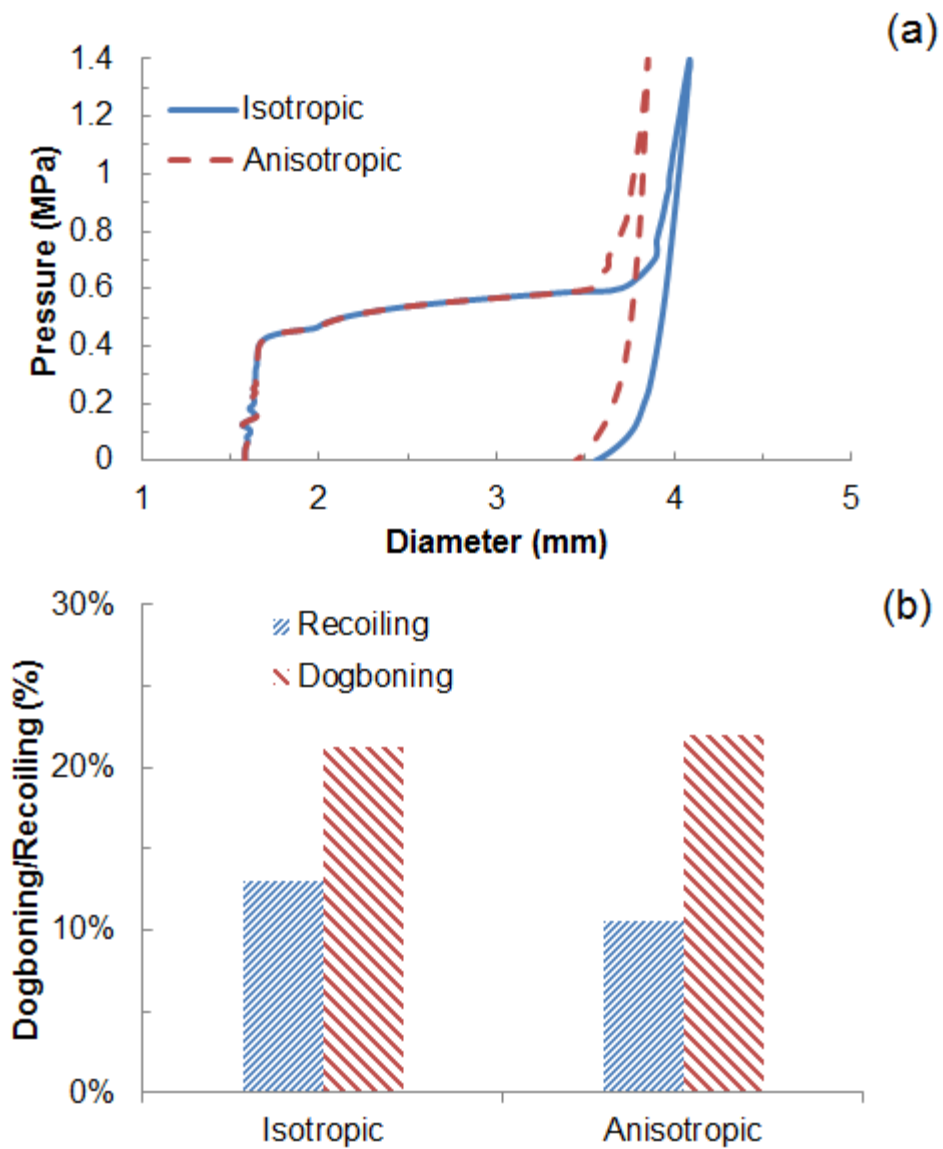 (a)
1.4
1.2
1
0.8
0.6
0.4
0.2
0
Pressure (MPa)
Isotropic
Anisotropic
1 2 3 4 5
Diameter (mm)
(b)
30%
20%
10%
0%
Dogboning/Recoiling (%)
Recoiling
Dogboning
Isotropic Anisotropic